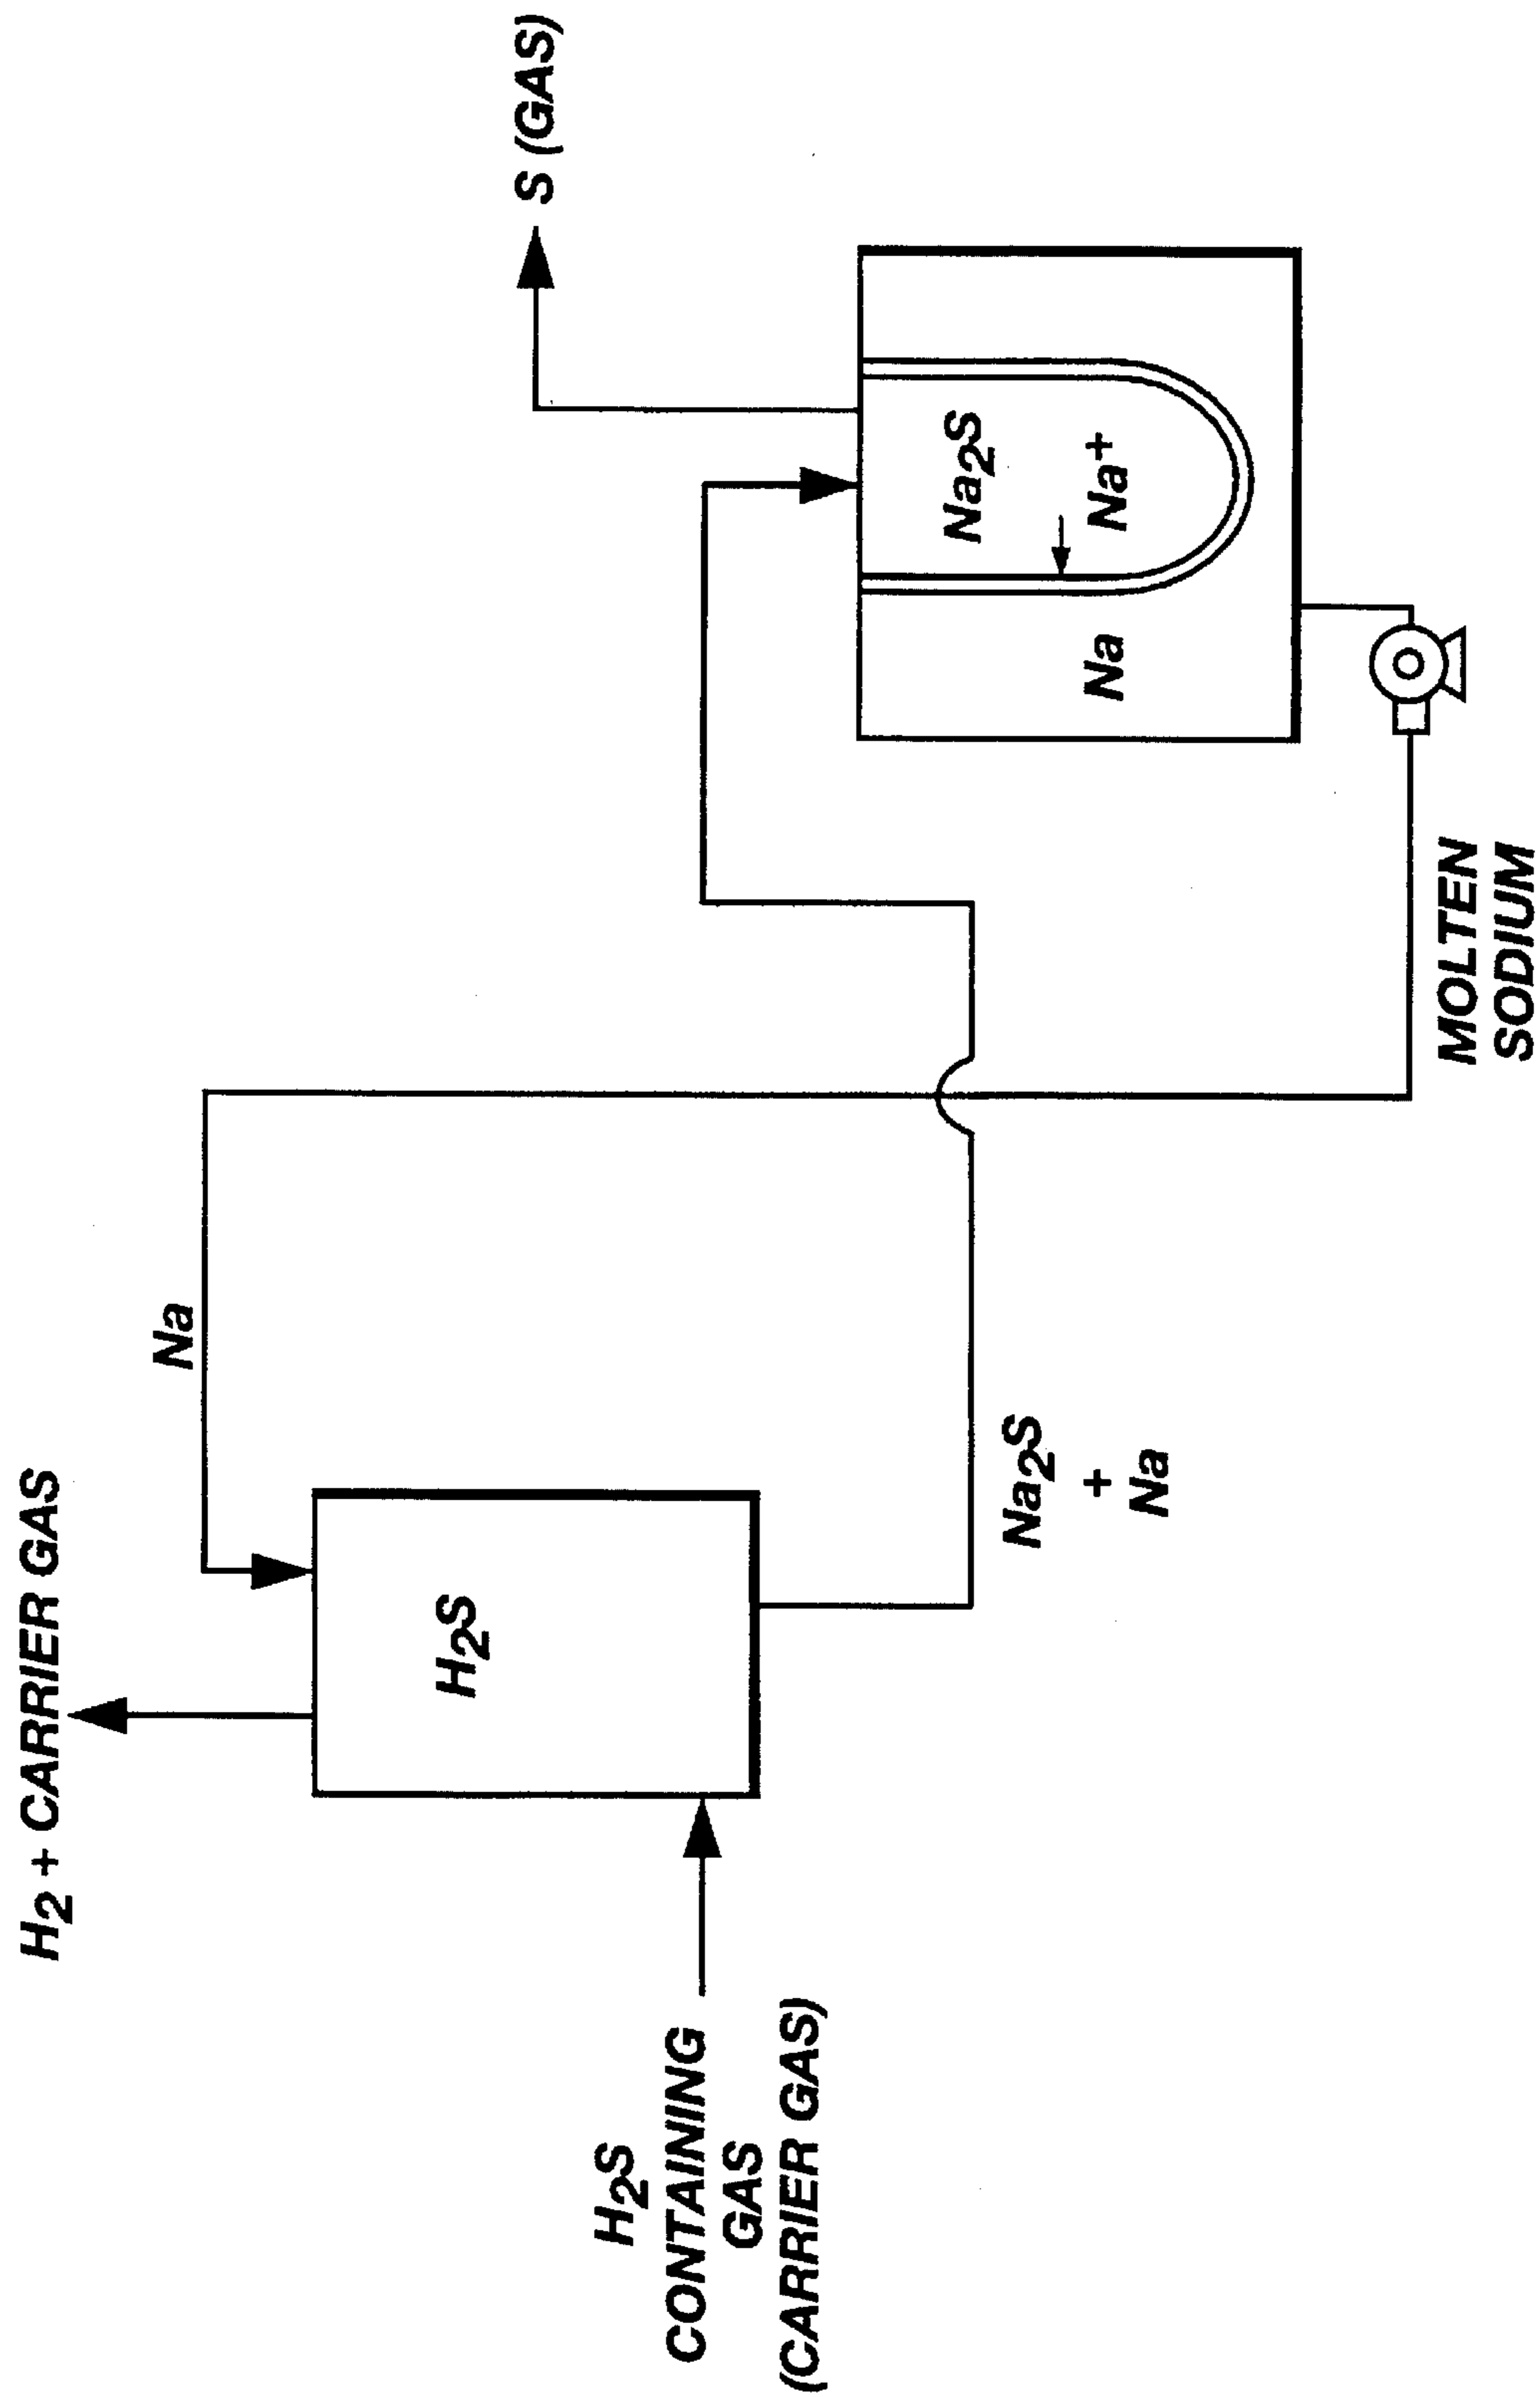 H2 + CARRIER GAS
Na
S (GAS)
H2S
H2S
CONTAINING
GAS
(CARRIER GAS)
Na2S
+
Na
Na2S
Na+
Na
MOLTEN
SODIUM